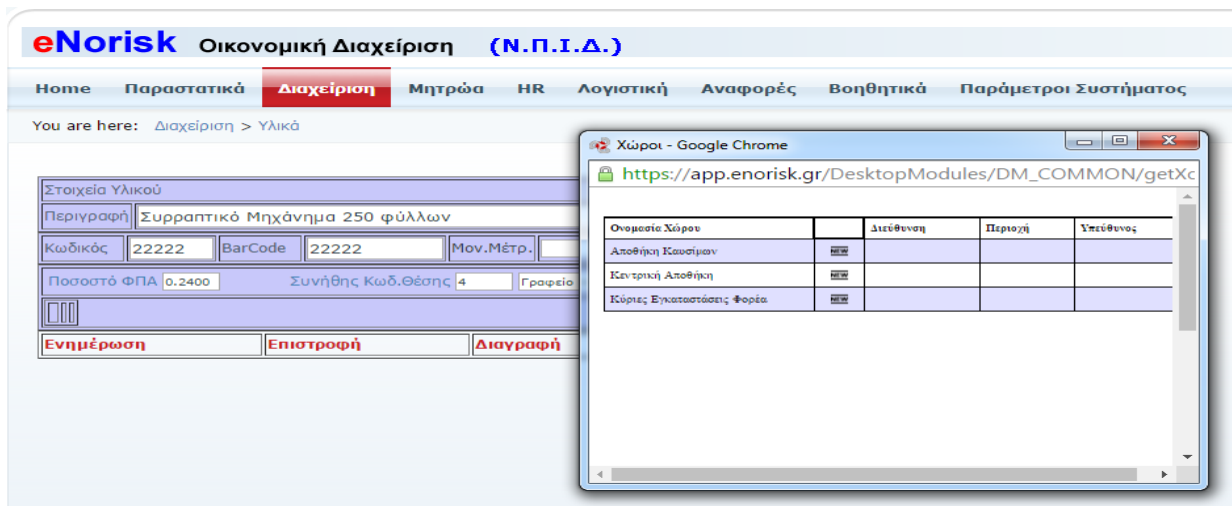 eNorisk Οικονομική Διαχείριση (Ν.Π.Ι.Δ.)
Home Παραστατικά Διαχείριση Μητρώα HR Λογιστική Αναφορές Βοηθητικά Παράμετροι Συστήματος
You are here: Διαχείριση > Υλικά
Στοιχεία Υλικού
Περιγραφή Συρραπτικό Μηχάνημα 250 φύλλων
Κωδικός 22222 BarCode 22222 Μον.Μέτρ.
Ποσοστό ΦΠΑ 0.2400 Συνήθης Κωδ.Θέσης 4 Γραφείο
Ενημέρωση Επιστροφή Διαγραφή
Χώροι - Google Chrome
https://app.enorisk.gr/DesktopModules/DM_COMMON/getXc
Ονομασία Χώρου Διεύθυνση Περιοχή Υπεύθυνος
Αποθήκη Καυσίμων NEW
Κεντρική Αποθήκη NEW
Κύριες Εγκαταστάσεις Φορέα NEW